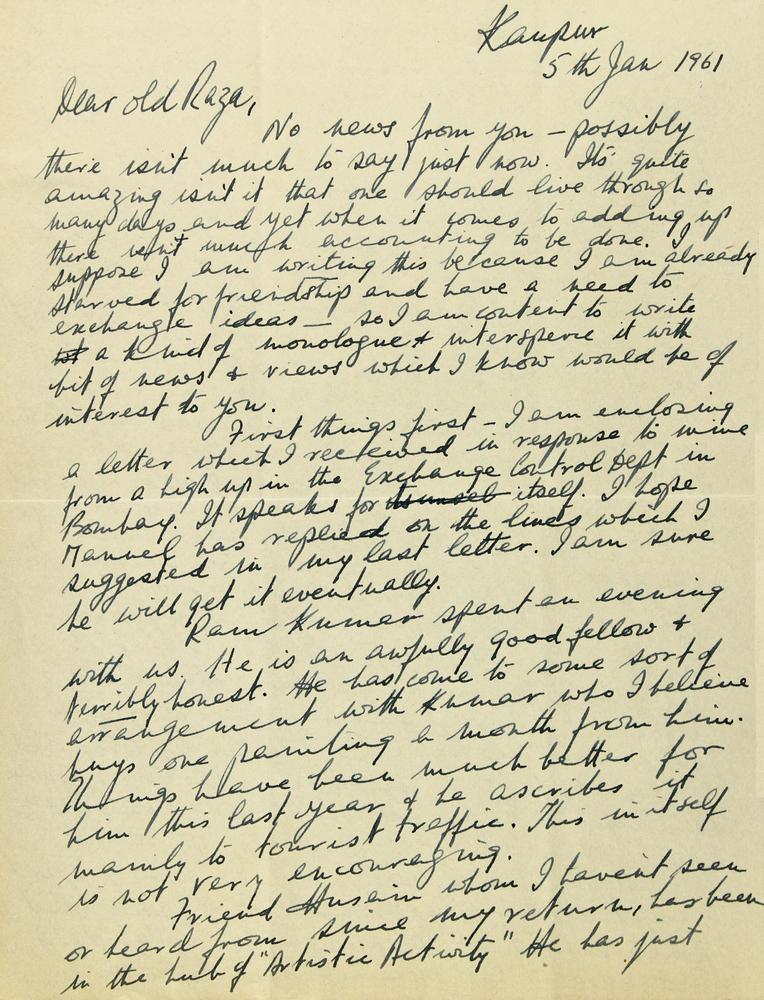 Kanpur
5th Jan 1961
Dear old Raza,
No news from you – possibly
there isn't much to say just now. Its quite
amazing isn't it that one should live through so
many days and yet when it comes to adding up
there isn't much accounting to be done. I
suppose I am writing this because I am already
starved for friendship and have a need to
exchange ideas – so I am content to write
a kind of monologue & intersperse it with
bit of news & views which I know would be of
interest to you.
First things first – I am enclosing
a letter which I received in response to mine
from a high up in the Exchange Control Dept in
Bombay. It speaks for itself. I hope
Manuel has replied on the lines which I
suggested in my last letter. I am sure
he will get it eventually.
Ram Kumar spent an evening
with us. He is an awfully good fellow &
terribly honest. He has come to some sort of
arrangement with Kumar who I believe
buys one painting a month from him.
Things have been much better for
him this last year & he ascribes it
mainly to tourist traffic. This in itself
is not very encouraging.
Friend Husain whom I havent seen
or heard from since my return, has been
in the hub of "Artistic Activity" He has just